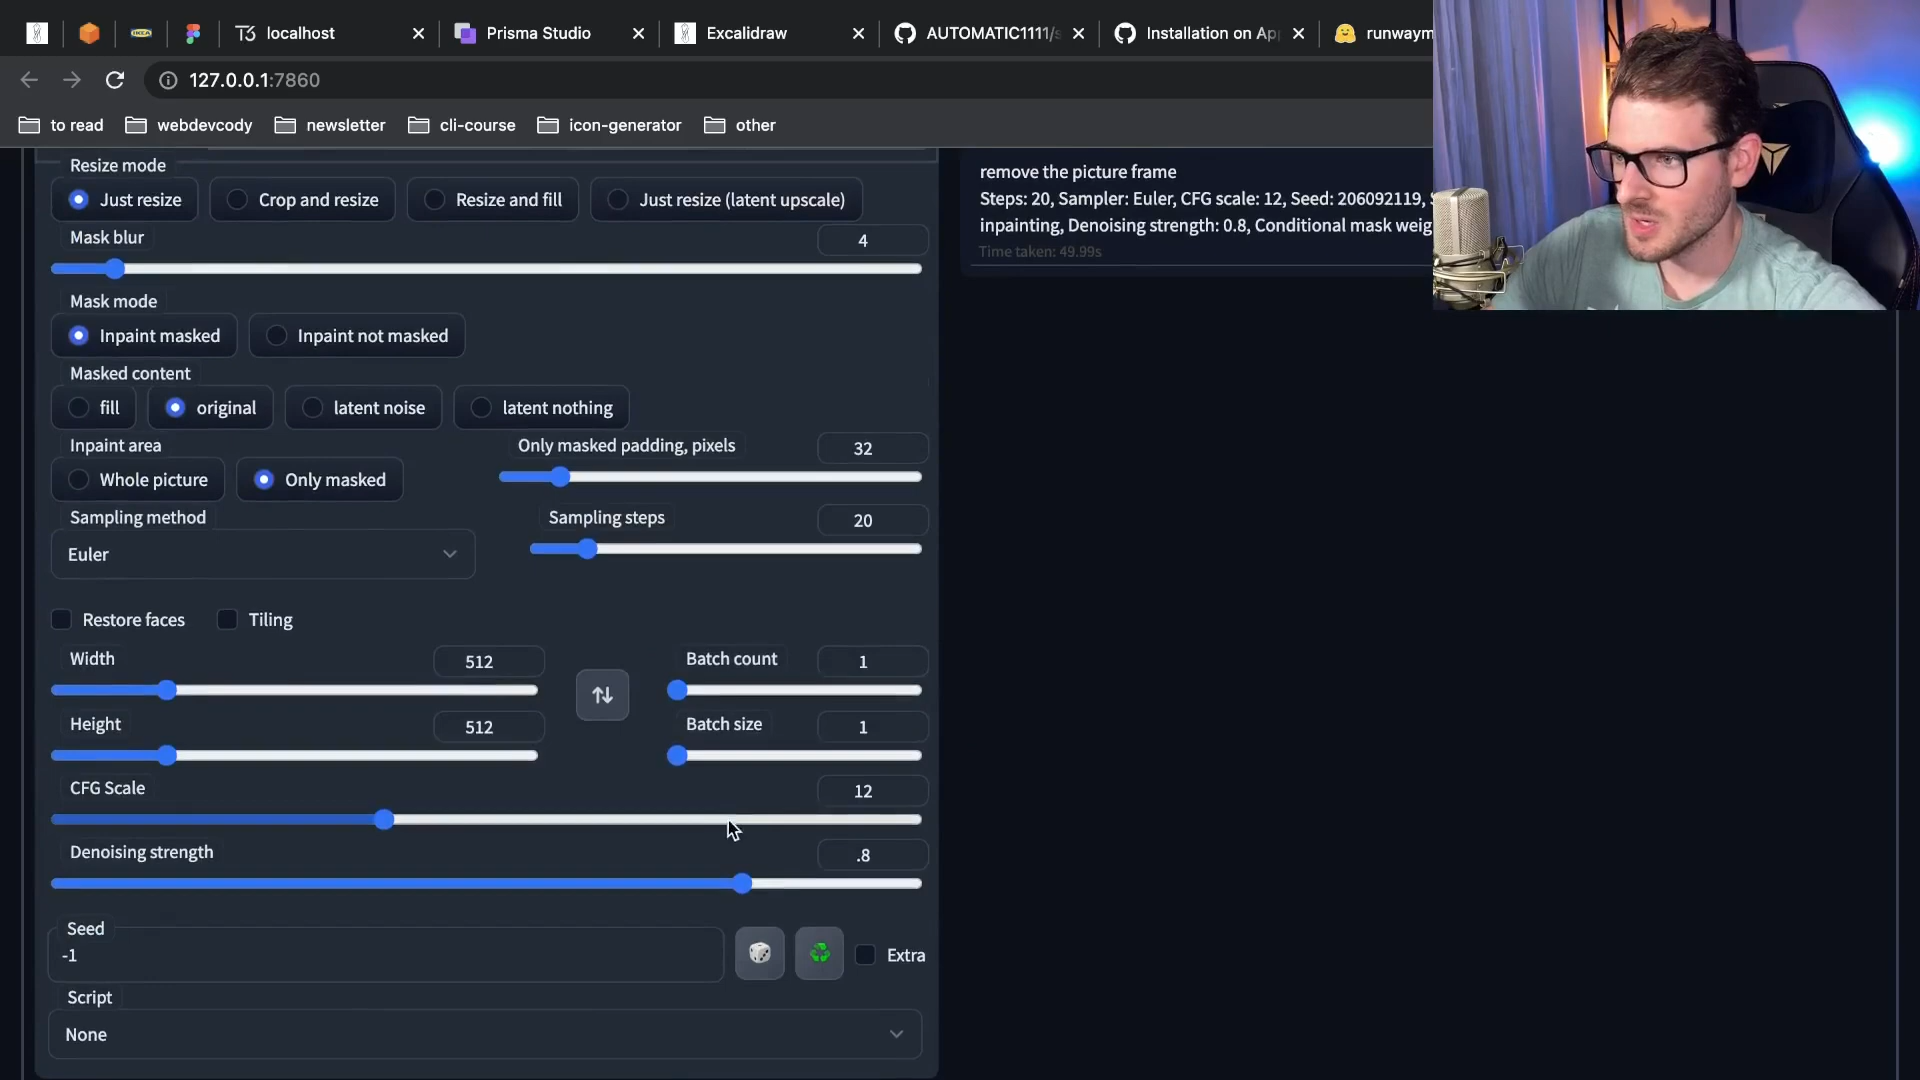 localhost
Prisma Studio
Excalidraw
AUTOMATIC1111/s
Installation on Ap
runwaym
127.0.0.1:7860
to read
webdevcody
newsletter
cli-course
icon-generator
other
Resize mode
Just resize
Crop and resize
Resize and fill
Just resize (latent upscale)
Mask blur
4
Mask mode
Inpaint masked
Inpaint not masked
Masked content
fill
original
latent noise
latent nothing
Inpaint area
Whole picture
Only masked
Only masked padding, pixels
32
Sampling method
Euler
Sampling steps
20
Restore faces
Tiling
Width
512
Height
512
Batch count
1
Batch size
1
CFG Scale
12
Denoising strength
.8
Seed
-1
Extra
Script
None
remove the picture frame
Steps: 20, Sampler: Euler, CFG scale: 12, Seed: 206092119,
inpainting, Denoising strength: 0.8, Conditional mask weig
Time taken: 49.99s